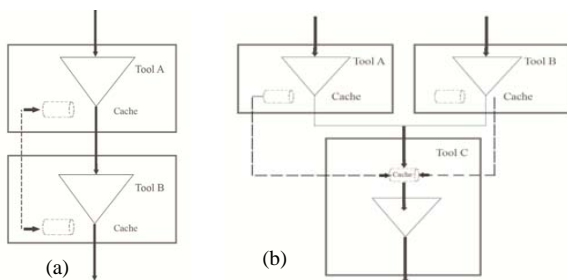 Tool A
Cache
Tool B
Cache
(a)
Tool A
Cache
Tool B
Cache
Tool C
Cache
(b)